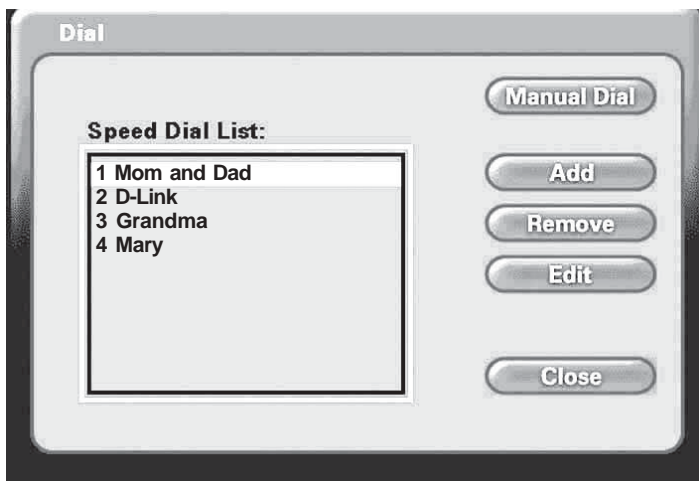 Dial
Manual Dial
Speed Dial List:
1 Mom and Dad
2 D-Link
3 Grandma
4 Mary
Add
Remove
Edit
Close